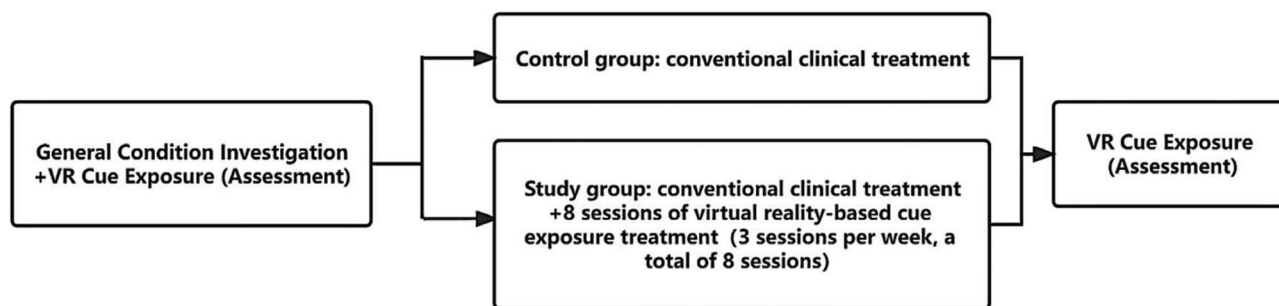 General Condition Investigation
+VR Cue Exposure (Assessment)
Control group: conventional clinical treatment
Study group: conventional clinical treatment
+8 sessions of virtual reality-based cue
exposure treatment (3 sessions per week, a
total of 8 sessions)
VR Cue Exposure
(Assessment)